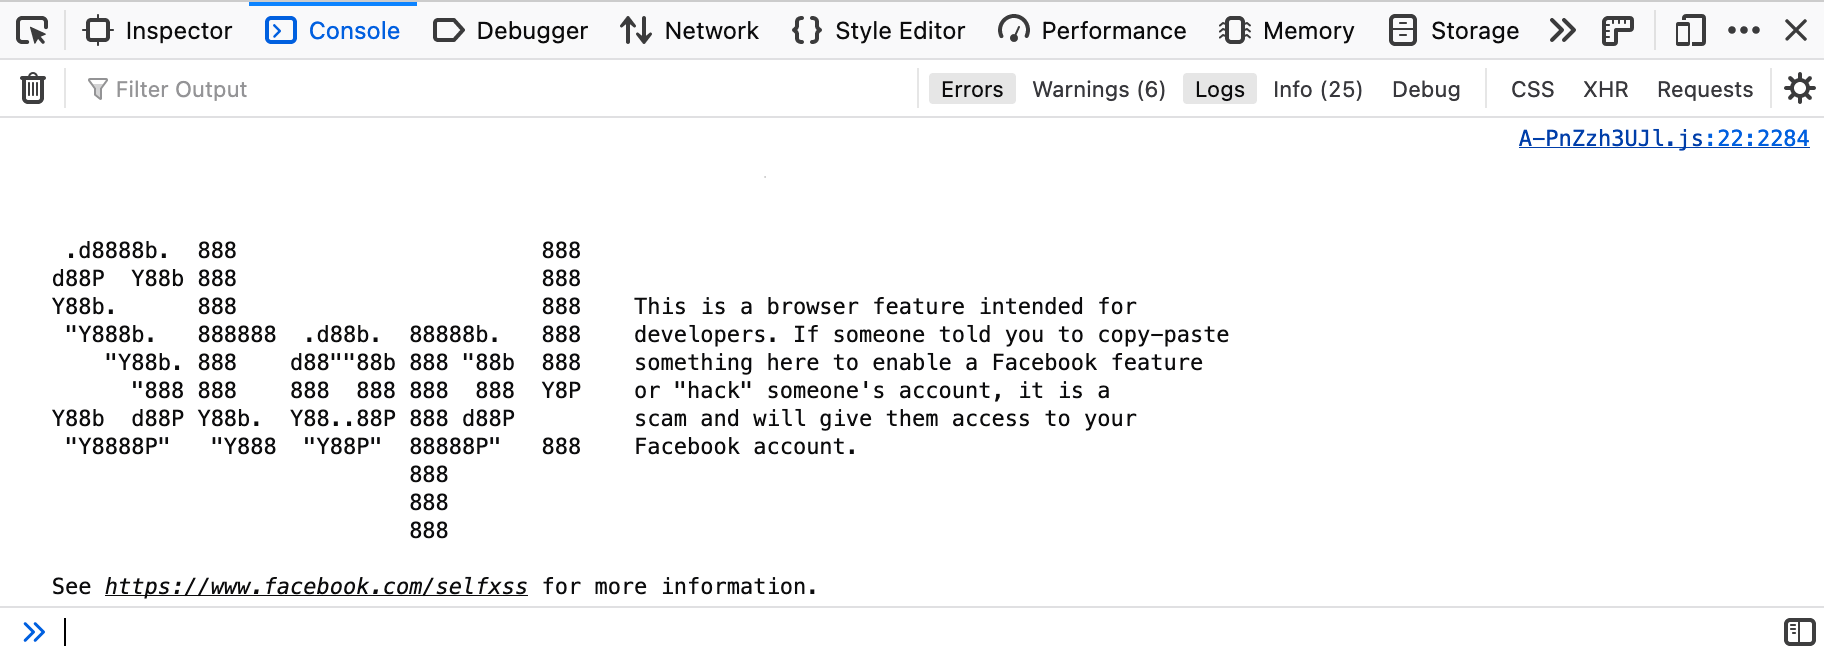 Inspector Console Debugger Network Style Editor Performance Memory Storage
Filter Output Errors Warnings (6) Logs Info (25) Debug CSS XHR Requests
A-PnZzh3UJl.js:22:2284
 .d8888b.  888                       888
d88P  Y88b 888                       888
Y88b.      888                       888    This is a browser feature intended for
 "Y888b.   888888  .d88b.  88888b.   888    developers. If someone told you to copy-paste
    "Y88b. 888    d88""88b 888 "88b  888    something here to enable a Facebook feature
      "888 888    888  888 888  888  Y8P    or "hack" someone's account, it is a
Y88b  d88P Y88b.  Y88..88P 888 d88P         scam and will give them access to your
 "Y8888P"   "Y888  "Y88P"  88888P"   888    Facebook account.
                           888
                           888
                           888
See https://www.facebook.com/selfxss for more information.